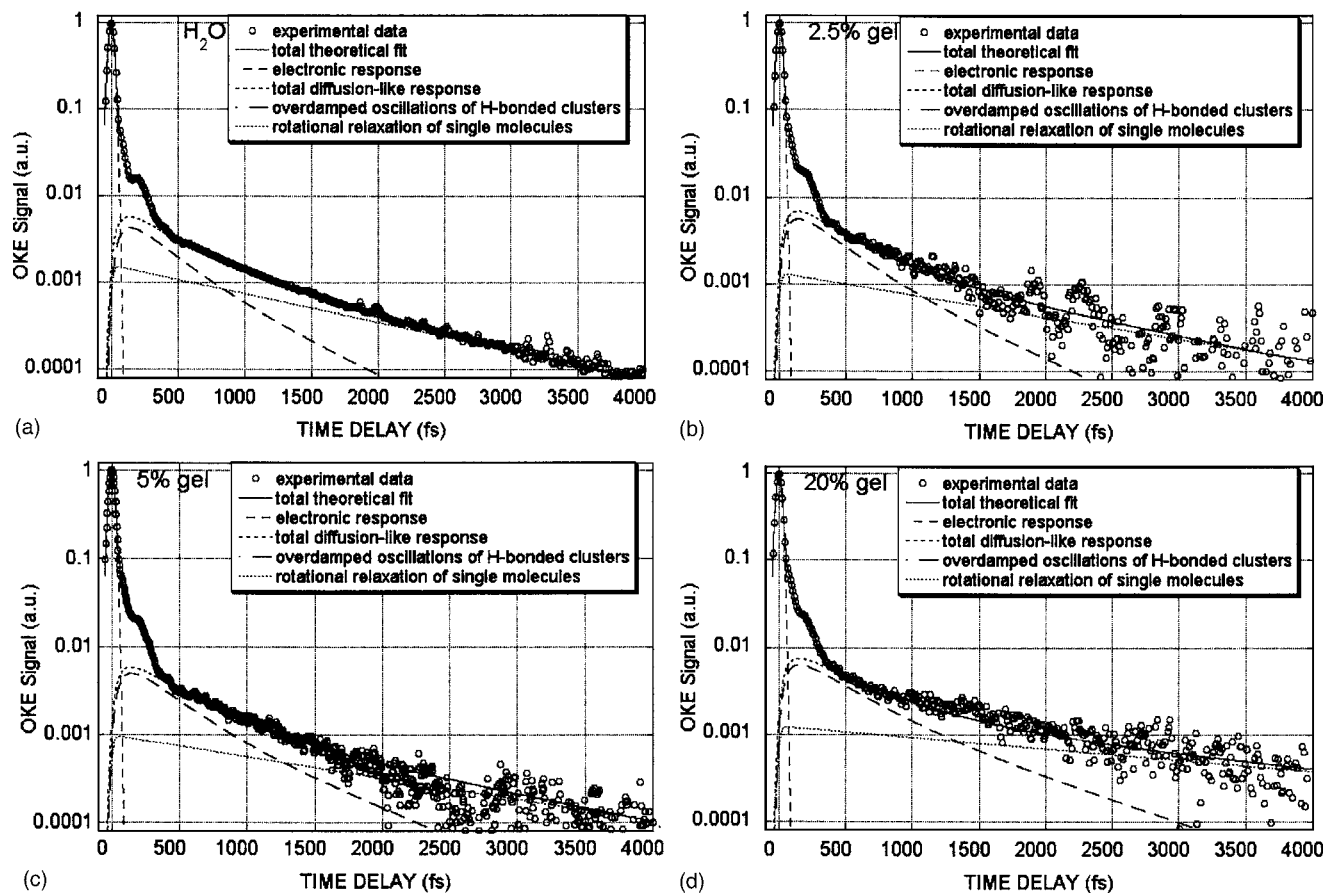 H2O
experimental data
total theoretical fit
electronic response
total diffusion-like response
overdamped oscillations of H-bonded clusters
rotational relaxation of single molecules
1
0.1
0.01
0.001
0.0001
OKE Signal (a.u.)
0 500 1000 1500 2000 2500 3000 3500 4000
(a)
TIME DELAY (fs)
2.5% gel
experimental data
total theoretical fit
electronic response
total diffusion-like response
overdamped oscillations of H-bonded clusters
rotational relaxation of single molecules
1
0.1
0.01
0.001
0.0001
OKE Signal (a.u.)
0 500 1000 1500 2000 2500 3000 3500 4000
(b)
TIME DELAY (fs)
5% gel
experimental data
total theoretical fit
electronic response
total diffusion-like response
overdamped oscillations of H-bonded clusters
rotational relaxation of single molecules
1
0.1
0.01
0.001
0.0001
OKE Signal (a.u.)
0 500 1000 1500 2000 2500 3000 3500 4000
(c)
TIME DELAY (fs)
20% gel
experimental data
total theoretical fit
electronic response
total diffusion-like response
overdamped oscillations of H-bonded clusters
rotational relaxation of single molecules
1
0.1
0.01
0.001
0.0001
OKE Signal (a.u.)
0 500 1000 1500 2000 2500 3000 3500 4000
(d)
TIME DELAY (fs)